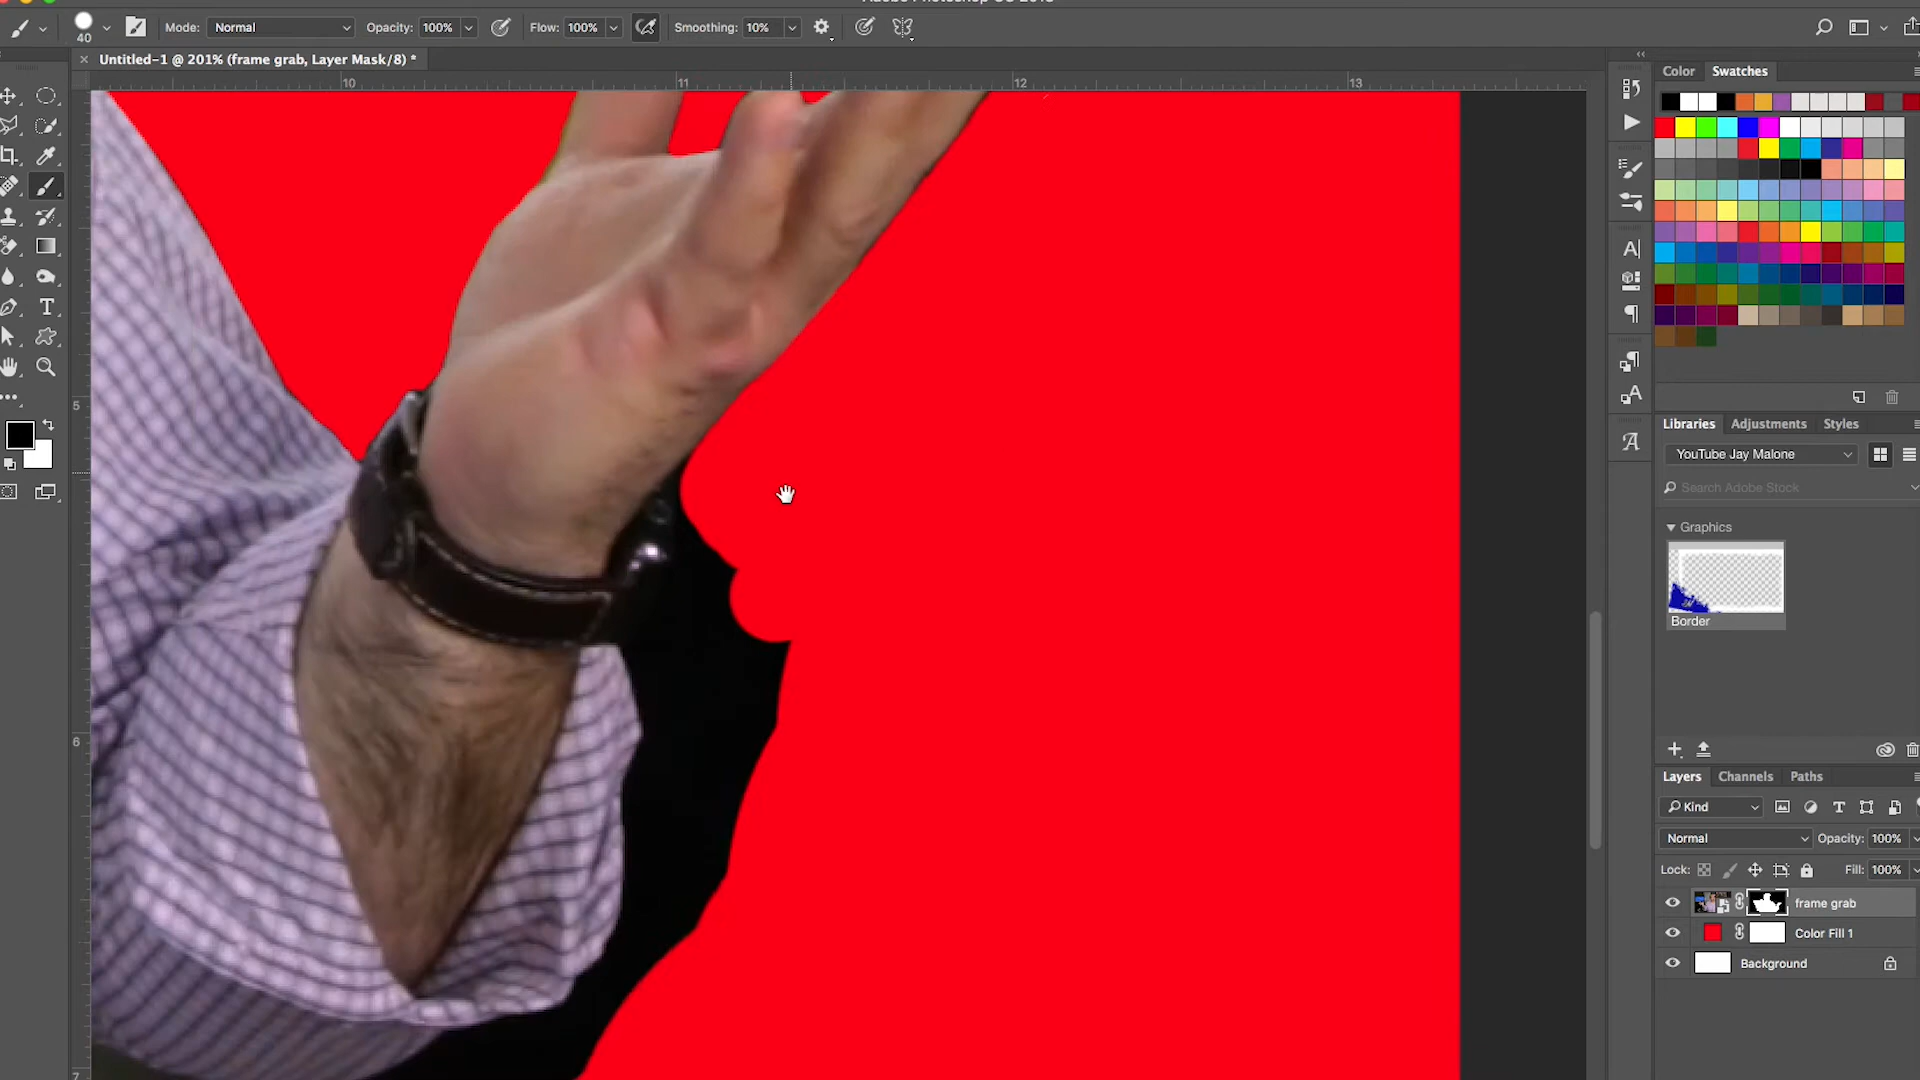 40
Mode: Normal
Opacity: 100%
Flow: 100%
Smoothing: 10%
Untitled-1 @ 201% (frame grab, Layer Mask/8) *
10
11
12
13
5
6
7
Color
Swatches
Libraries
Adjustments
Styles
YouTube Jay Malone
Search Adobe Stock
Graphics
Border
Layers
Channels
Paths
Kind
Normal
Opacity: 100%
Lock:
Fill: 100%
frame grab
Color Fill 1
Background